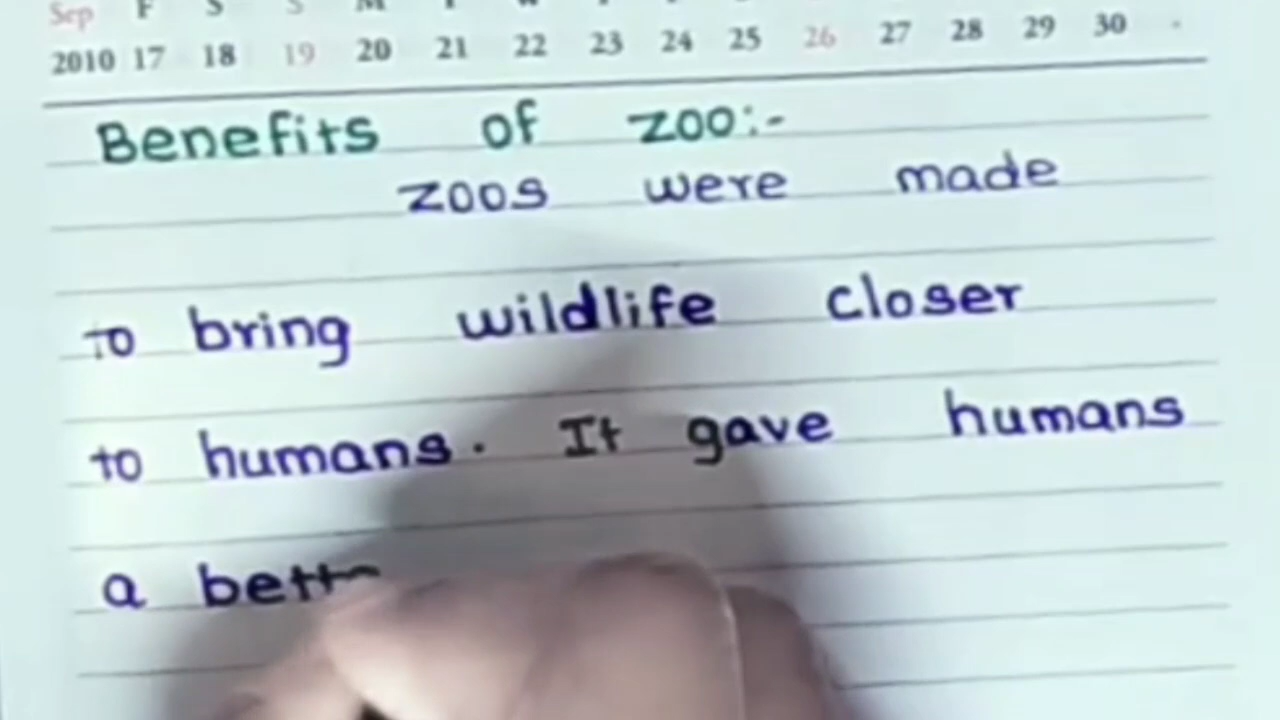 Sep F S S M T W T F S S M T W T
2010 17 18 19 20 21 22 23 24 25 26 27 28 29 30 -
Benefits of zoo:-
zoos were made
to bring wildlife closer
to humans. It gave humans
a